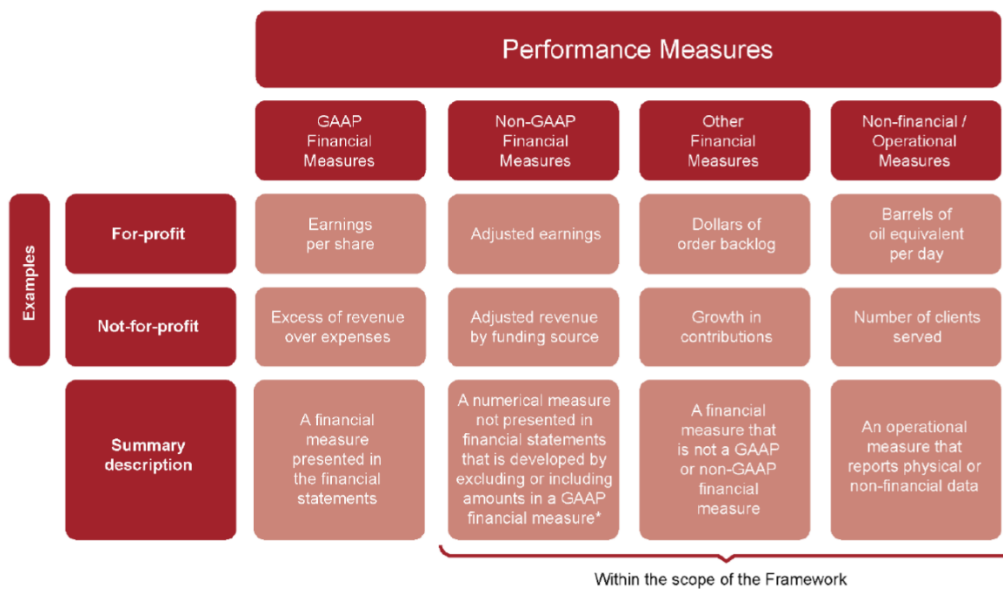 Performance Measures
GAAP
Financial
Measures
Non-GAAP
Financial
Measures
Other
Financial
Measures
Non-financial /
Operational
Measures
Examples
For-profit
Earnings
per share
Adjusted earnings
Dollars of
order backlog
Barrels of
oil equivalent
per day
Not-for-profit
Excess of revenue
over expenses
Adjusted revenue
by funding source
Growth in
contributions
Number of clients
served
Summary
description
A financial
measure
presented in
the financial
statements
A numerical measure
not presented in
financial statements
that is developed by
excluding or including
amounts in a GAAP
financial measure*
A financial
measure that
is not a GAAP
or non-GAAP
financial
measure
An operational
measure that
reports physical or
non-financial data
Within the scope of the Framework